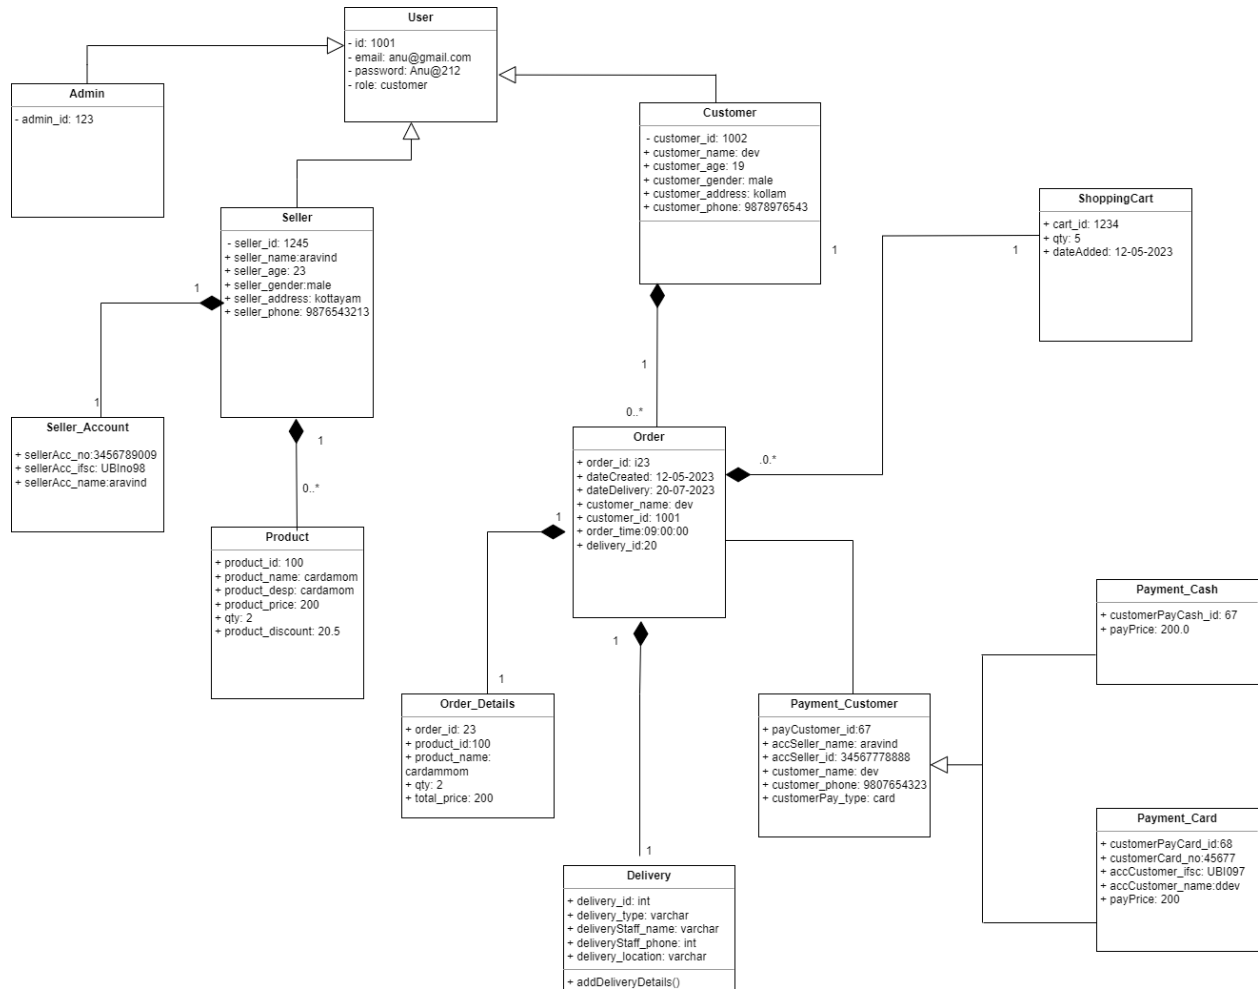 User
- id: 1001
- email: anu@gmail.com
- password: Anu@212
- role: customer
Admin
- admin_id: 123
Customer
- customer_id: 1002
+ customer_name: dev
+ customer_age: 19
+ customer_gender: male
+ customer_address: kollam
+ customer_phone: 9878976543
1
ShoppingCart
+ cart_id: 1234
+ qty: 5
+ dateAdded: 12-05-2023
1
Seller
- seller_id: 1245
+ seller_name:aravind
+ seller_age: 23
+ seller_gender:male
+ seller_address: kottayam
+ seller_phone: 9876543213
1
1
Seller_Account
+ sellerAcc_no:3456789009
+ sellerAcc_ifsc: UBIno98
+ sellerAcc_name:aravind
1
0..*
Product
+ product_id: 100
+ product_name: cardamom
+ product_desp: cardamom
+ product_price: 200
+ qty: 2
+ product_discount: 20.5
1
0..*
Order
+ order_id: i23
+ dateCreated: 12-05-2023
+ dateDelivery: 20-07-2023
+ customer_name: dev
+ customer_id: 1001
+ order_time:09:00:00
+ delivery_id:20
.0.*
1
1
1
Order_Details
+ order_id: 23
+ product_id:100
+ product_name:
cardammom
+ qty: 2
+ total_price: 200
Payment_Customer
+ payCustomer_id:67
+ accSeller_name: aravind
+ accSeller_id: 34567778888
+ customer_name: dev
+ customer_phone: 9807654323
+ customerPay_type: card
Payment_Cash
+ customerPayCash_id: 67
+ payPrice: 200.0
Payment_Card
+ customerPayCard_id:68
+ customerCard_no:45677
+ accCustomer_ifsc: UBI097
+ accCustomer_name:ddev
+ payPrice: 200
1
Delivery
+ delivery_id: int
+ delivery_type: varchar
+ deliveryStaff_name: varchar
+ deliveryStaff_phone: int
+ delivery_location: varchar
+ addDeliveryDetails()